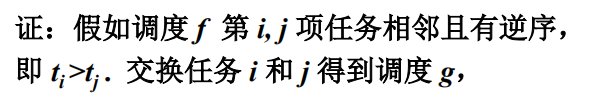 证：假如调度 f 第 i, j 项任务相邻且有逆序，
即 tᵢ>tⱼ. 交换任务 i 和 j 得到调度 g，